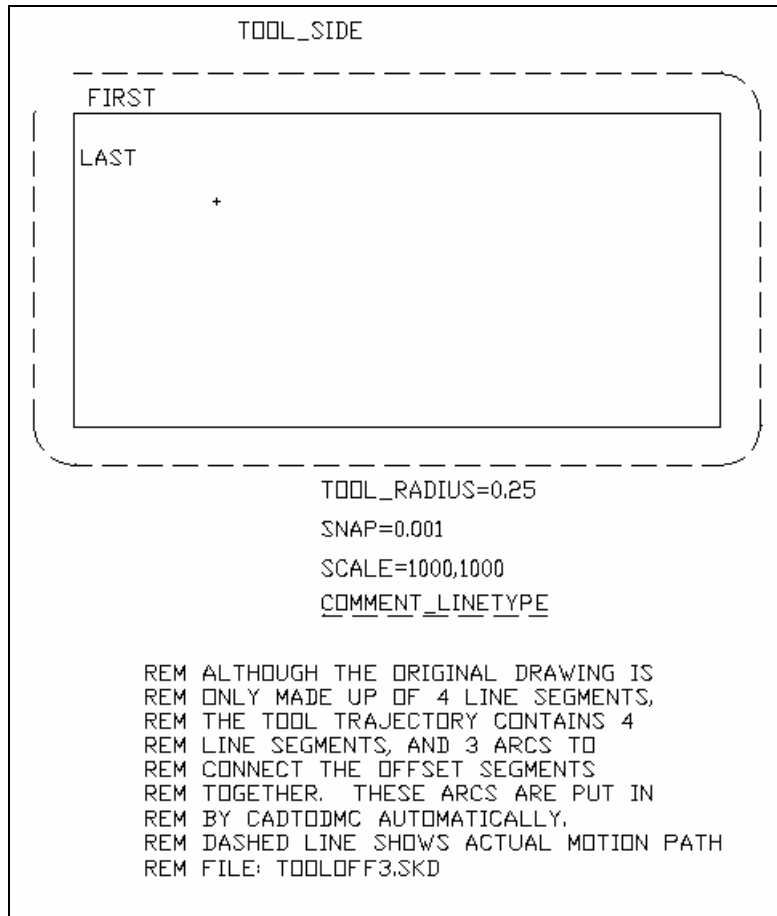 TOOL_SIDE
FIRST
LAST
TOOL_RADIUS=0.25
SNAP=0.001
SCALE=1000,1000
COMMENT_LINETYPE
REM ALTHOUGH THE ORIGINAL DRAWING IS
REM ONLY MADE UP OF 4 LINE SEGMENTS,
REM THE TOOL TRAJECTORY CONTAINS 4
REM LINE SEGMENTS, AND 3 ARCS TO
REM CONNECT THE OFFSET SEGMENTS
REM TOGETHER. THESE ARCS ARE PUT IN
REM BY CADTODMC AUTOMATICALLY.
REM DASHED LINE SHOWS ACTUAL MOTION PATH
REM FILE: TOOLOFF3.SKD